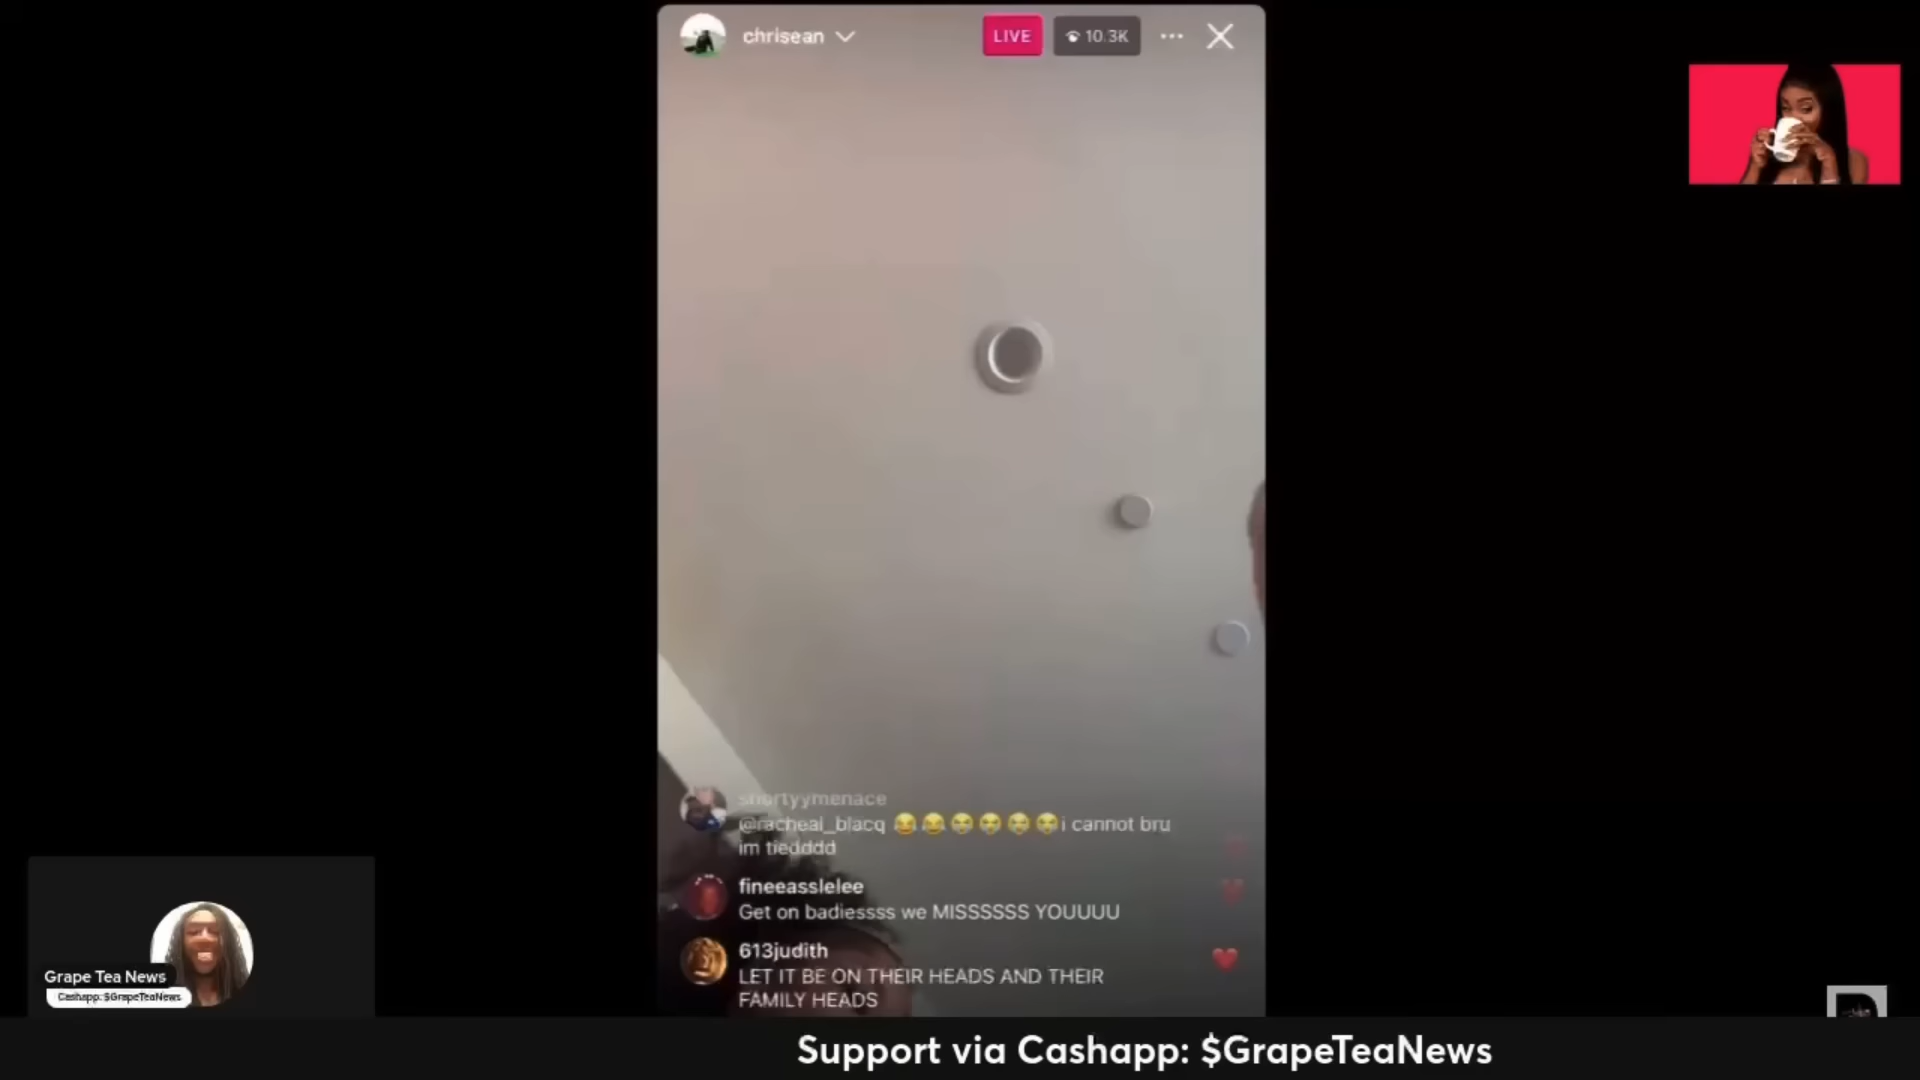 chrisean
LIVE
10.3K
shortyymenace
@racheal_blacq 😂😂😭😭😭😭i cannot bru
im tiedddd
fineeasslelee
Get on badiessss we MISSSSSS YOUUUU
613judith
LET IT BE ON THEIR HEADS AND THEIR
FAMILY HEADS
Grape Tea News
Cashapp: $GrapeTeaNews
Support via Cashapp: $GrapeTeaNews